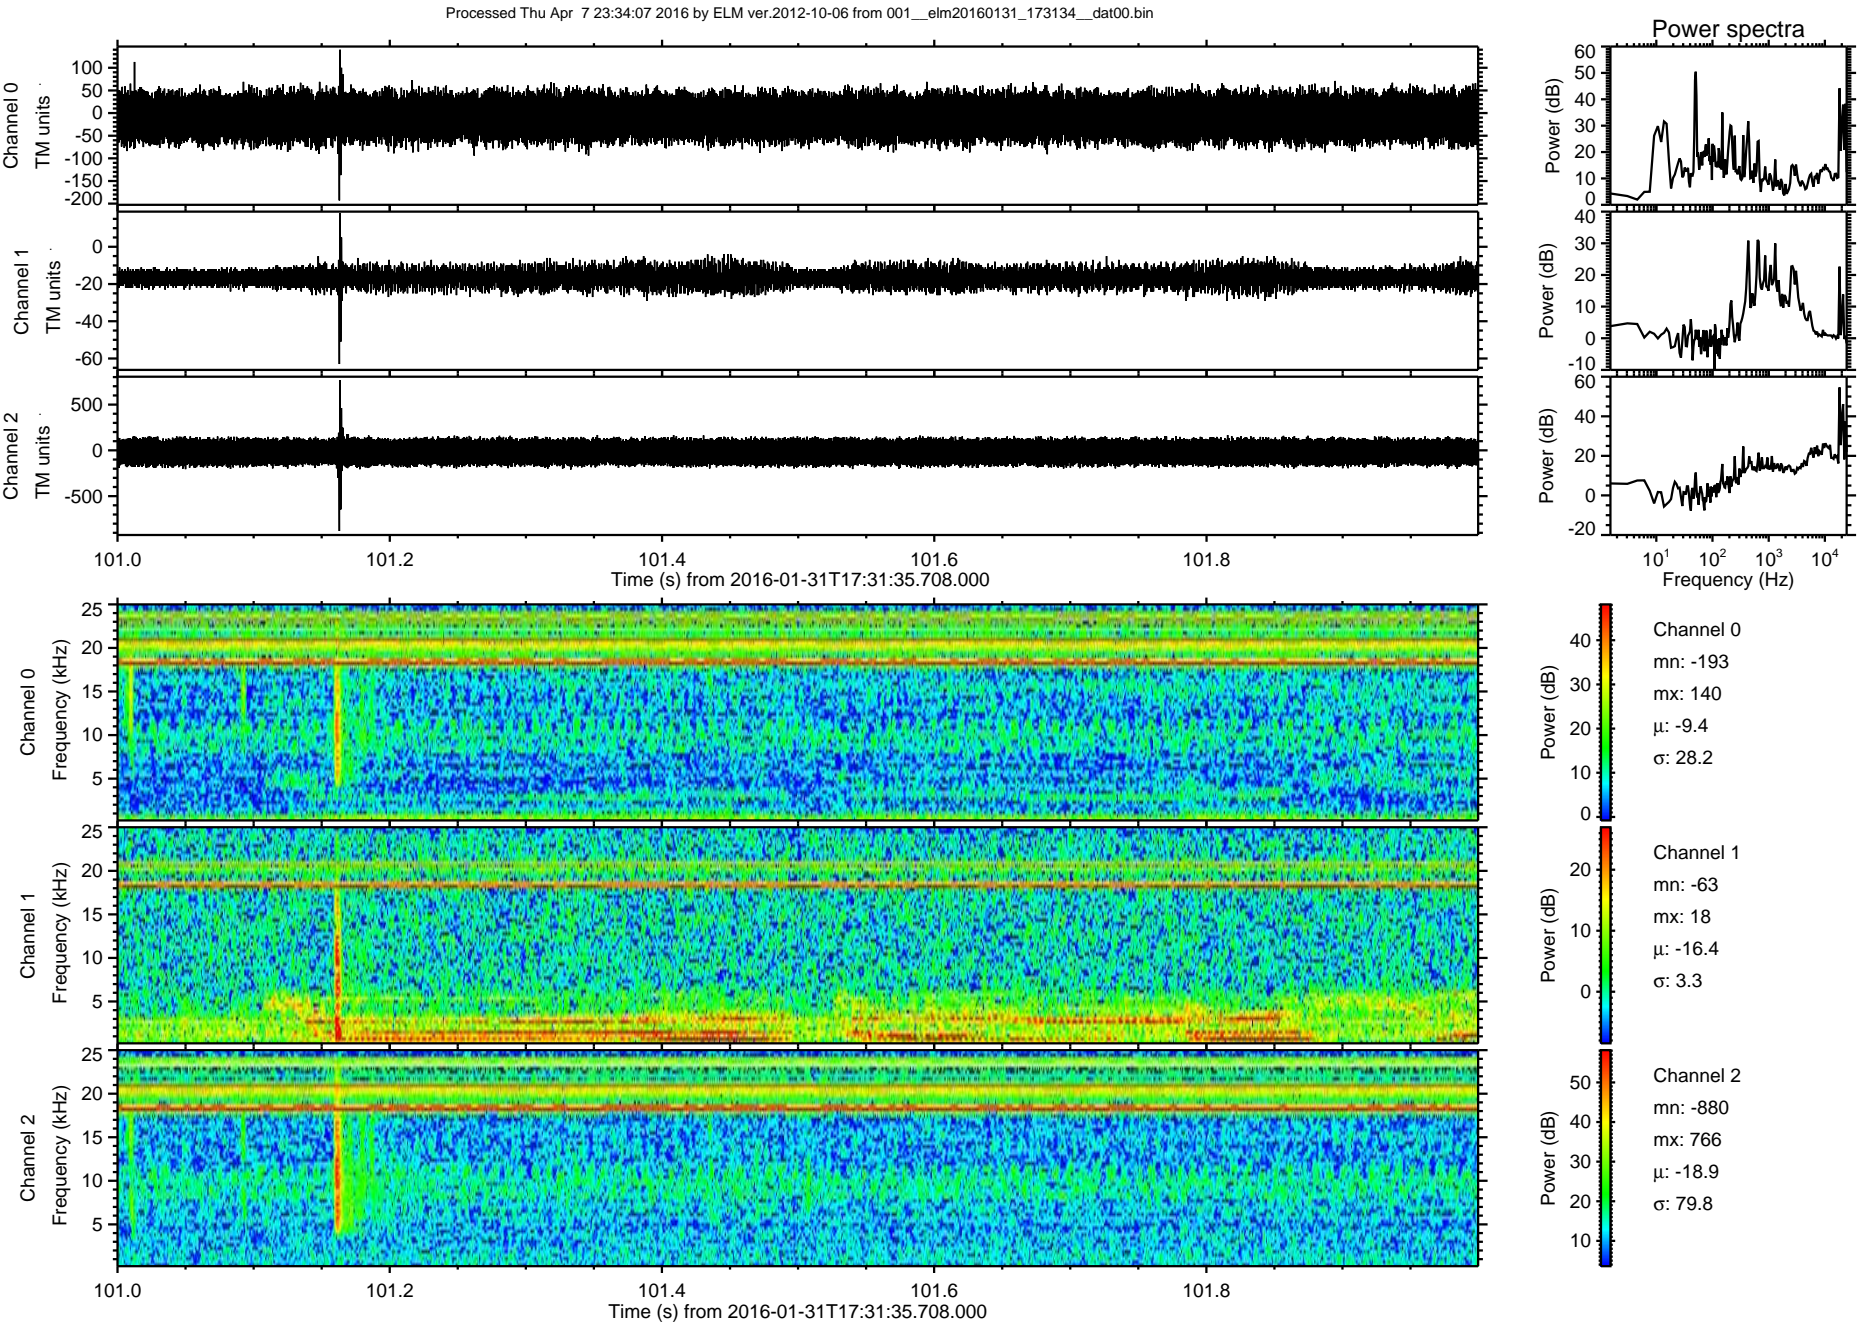 Processed Thu Apr  7 23:34:07 2016 by ELM ver.2012-10-06 from 001__elm20160131_173134__dat00.bin
Power spectra
Channel 0
TM units
100
50
0
-50
-100
-150
-200
Power (dB)
60
50
40
30
20
10
0
Channel 1
TM units
0
-20
-40
-60
Power (dB)
40
30
20
10
0
-10
Channel 2
TM units
500
0
-500
Power (dB)
60
40
20
0
-20
101.0
101.2
101.4
101.6
101.8
Time (s) from 2016-01-31T17:31:35.708.000
10¹
10²
10³
10⁴
Frequency (Hz)
Channel 0
Frequency (kHz)
25
20
15
10
5
Power (dB)
40
30
20
10
0
Channel 0
mn: -193
mx: 140
μ: -9.4
σ: 28.2
Channel 1
Frequency (kHz)
25
20
15
10
5
Power (dB)
20
10
0
Channel 1
mn: -63
mx: 18
μ: -16.4
σ: 3.3
Channel 2
Frequency (kHz)
25
20
15
10
5
Power (dB)
50
40
30
20
10
Channel 2
mn: -880
mx: 766
μ: -18.9
σ: 79.8
101.0
101.2
101.4
101.6
101.8
Time (s) from 2016-01-31T17:31:35.708.000